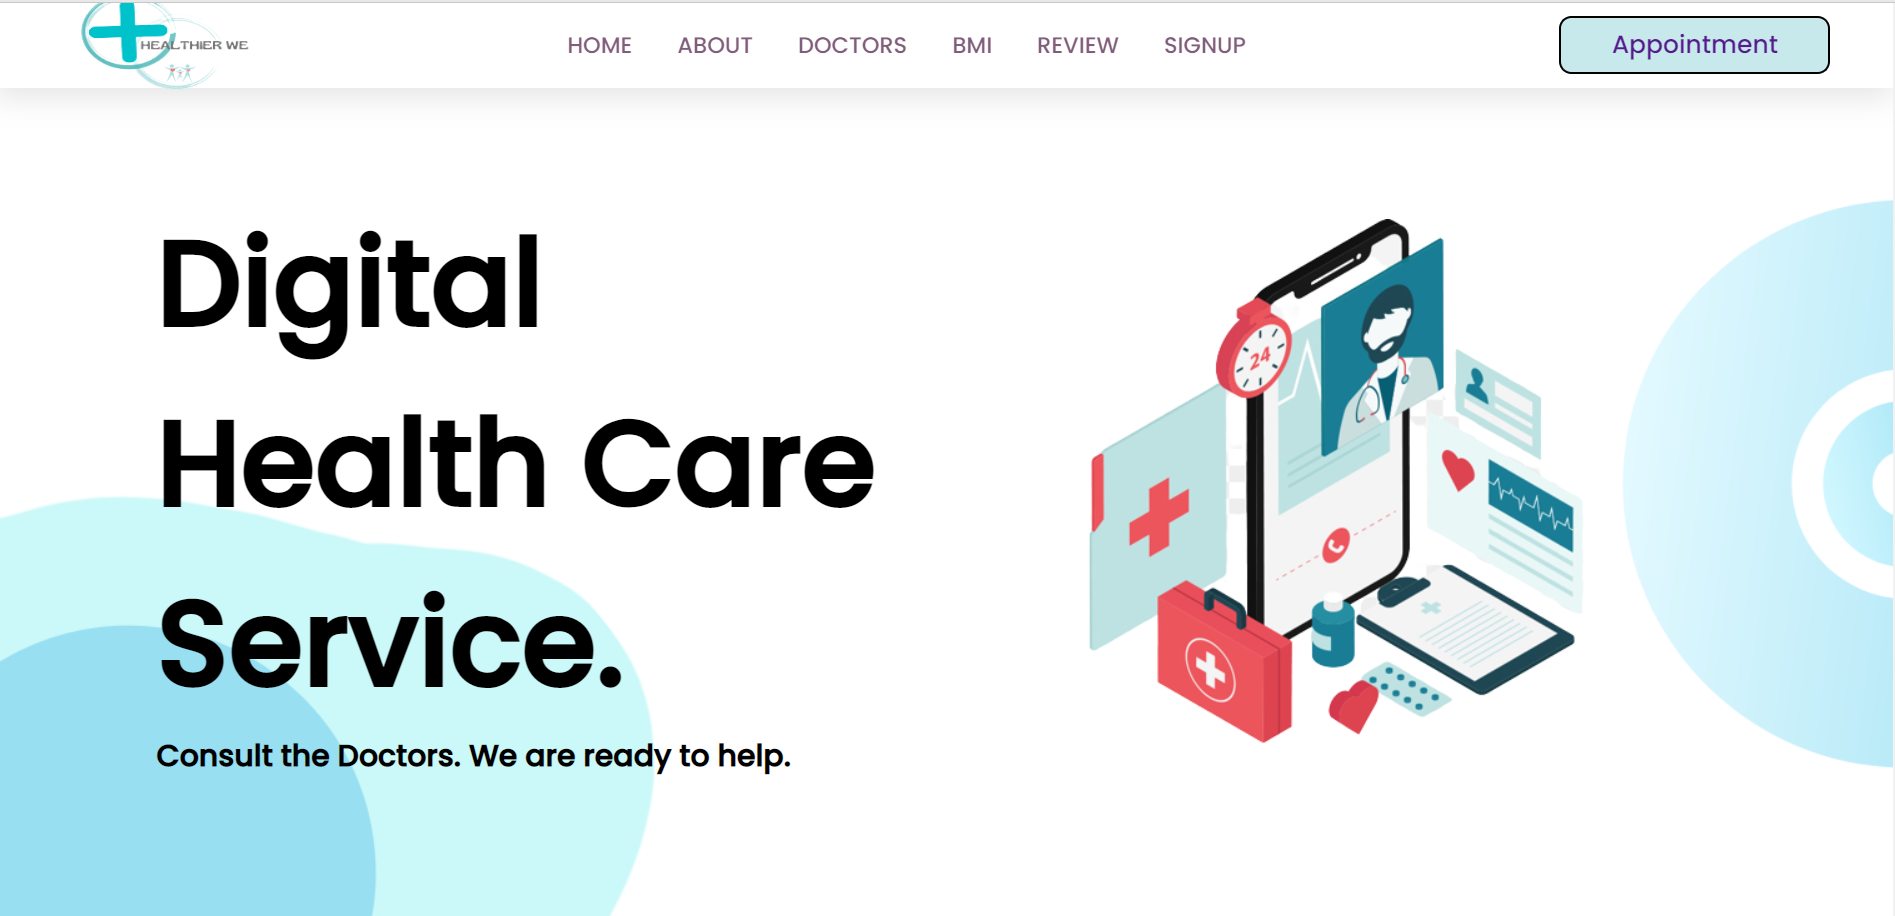 HEALTHIER WE
HOME ABOUT DOCTORS BMI REVIEW SIGNUP
Appointment
Digital
Health Care
Service.
Consult the Doctors. We are ready to help.
24